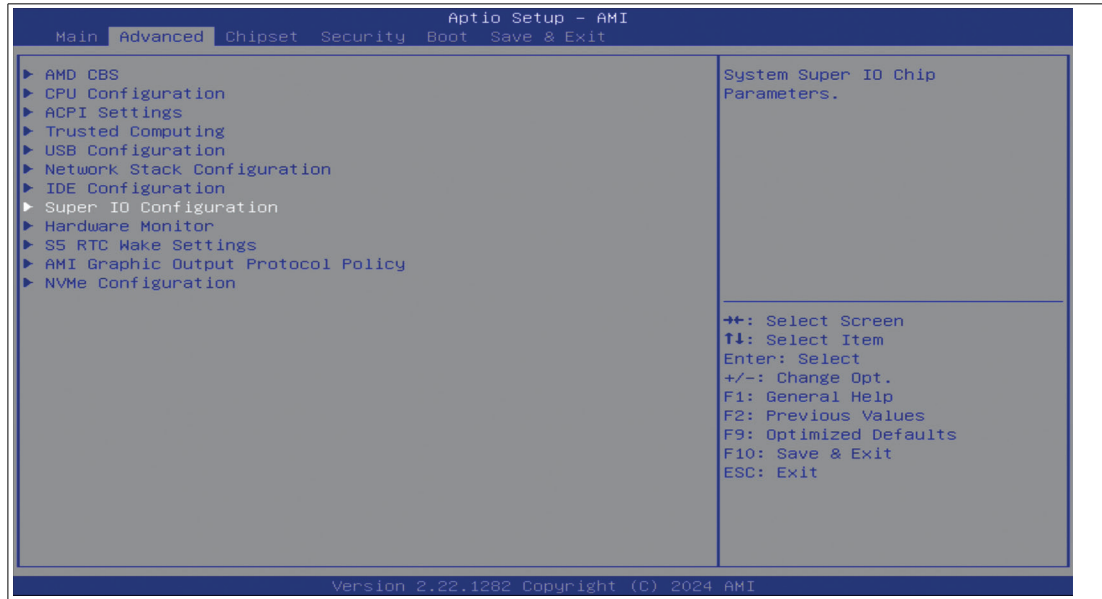 Aptio Setup – AMI
Main Advanced Chipset Security Boot Save & Exit
▶ AMD CBS
▶ CPU Configuration
▶ ACPI Settings
▶ Trusted Computing
▶ USB Configuration
▶ Network Stack Configuration
▶ IDE Configuration
▶ Super IO Configuration
▶ Hardware Monitor
▶ S5 RTC Wake Settings
▶ AMI Graphic Output Protocol Policy
▶ NVMe Configuration
System Super IO Chip
Parameters.
→←: Select Screen
↑↓: Select Item
Enter: Select
+/-: Change Opt.
F1: General Help
F2: Previous Values
F9: Optimized Defaults
F10: Save & Exit
ESC: Exit
Version 2.22.1282 Copyright (C) 2024 AMI